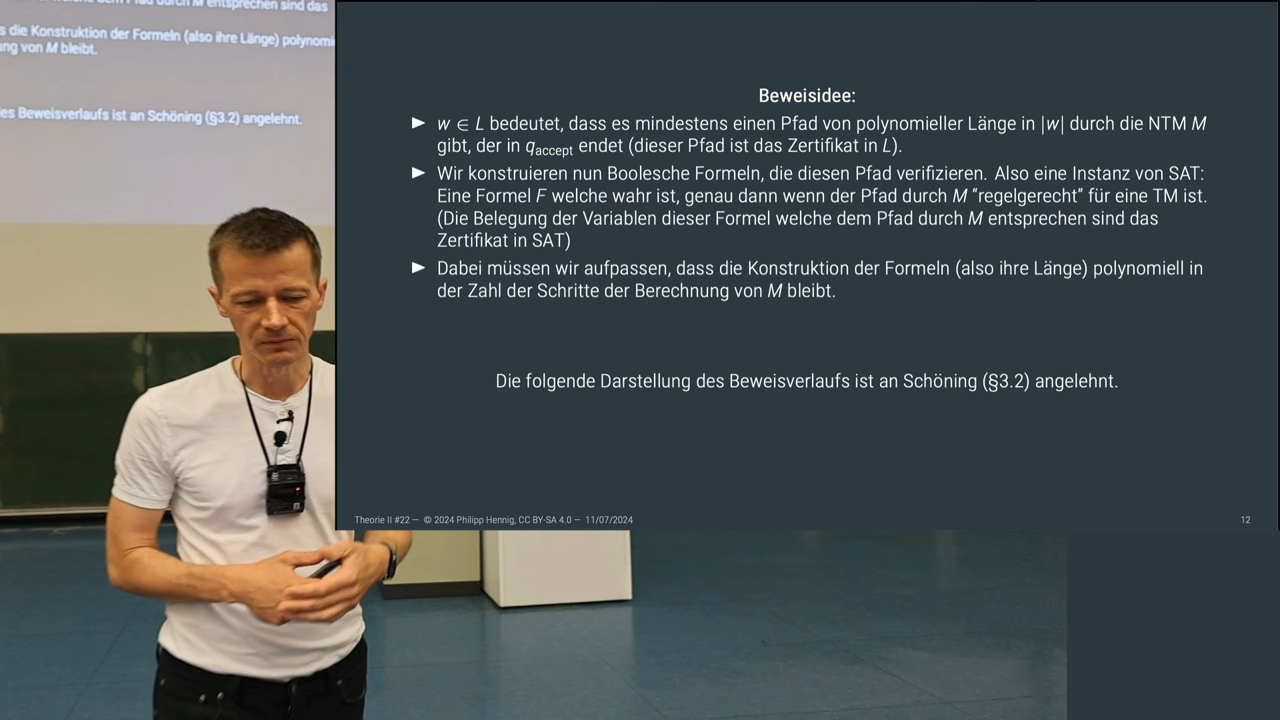 durch M entsprechen sind das
s die Konstruktion der Formeln (also ihre Länge) polynomi
ng von M bleibt.
es Beweisverlaufs ist an Schöning (§3.2) angelehnt.
Beweisidee:
► w ∈ L bedeutet, dass es mindestens einen Pfad von polynomieller Länge in |w| durch die NTM M
gibt, der in q_accept endet (dieser Pfad ist das Zertifikat in L).
► Wir konstruieren nun Boolesche Formeln, die diesen Pfad verifizieren. Also eine Instanz von SAT:
Eine Formel F welche wahr ist, genau dann wenn der Pfad durch M "regelgerecht" für eine TM ist.
(Die Belegung der Variablen dieser Formel welche dem Pfad durch M entsprechen sind das
Zertifikat in SAT)
► Dabei müssen wir aufpassen, dass die Konstruktion der Formeln (also ihre Länge) polynomiell in
der Zahl der Schritte der Berechnung von M bleibt.
Die folgende Darstellung des Beweisverlaufs ist an Schöning (§3.2) angelehnt.
Theorie II #22 — © 2024 Philipp Hennig, CC BY-SA 4.0 — 11/07/2024
12